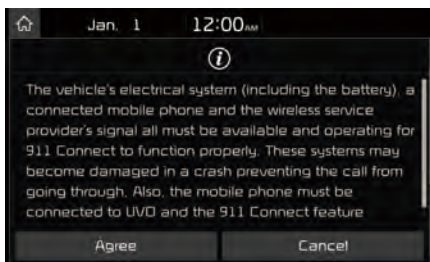 Jan. 1 12:00 AM
The vehicle's electrical system (including the battery), a
connected mobile phone and the wireless service
provider's signal all must be available and operating for
911 Connect to function properly. These systems may
become damaged in a crash preventing the call from
going through. Also, the mobile phone must be
connected to UVO and the 911 Connect feature
Agree Cancel